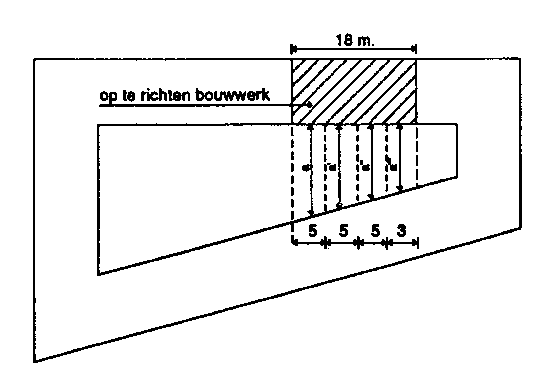 18 m.
op te richten bouwwerk
a a' a'' a'''
5 5 5 3